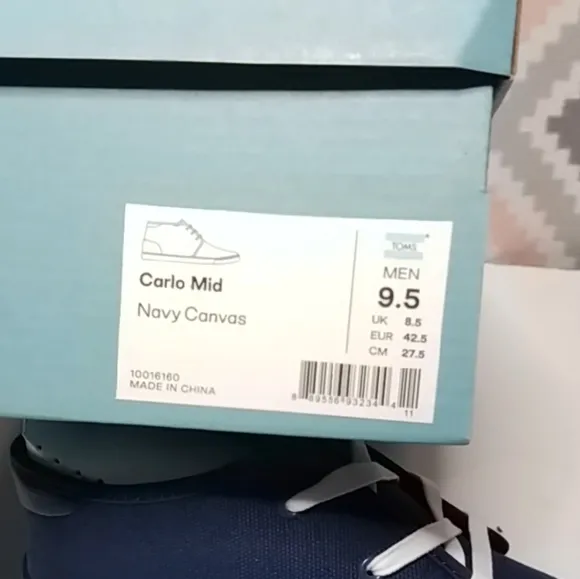 Carlo Mid
Navy Canvas
10016160
MADE IN CHINA
TOMS
MEN
9.5
UK 8.5
EUR 42.5
CM 27.5
11